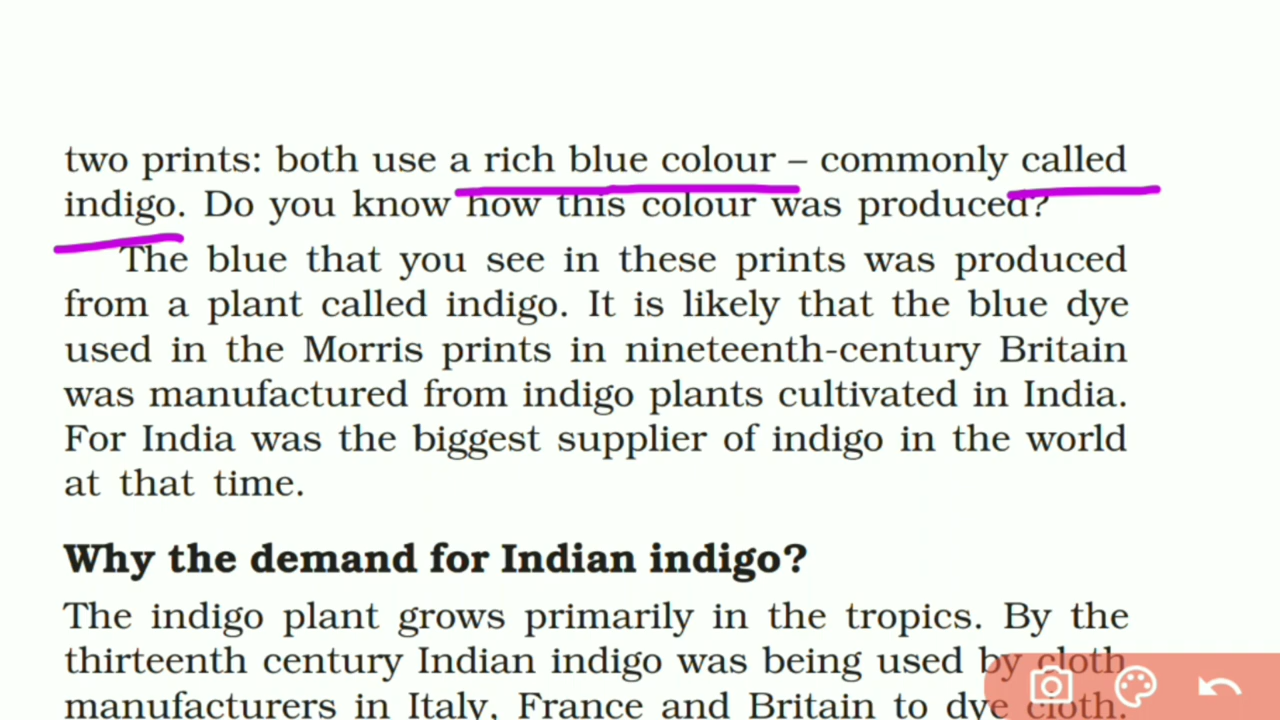 two prints: both use a rich blue colour – commonly called
indigo. Do you know how this colour was produced?
The blue that you see in these prints was produced
from a plant called indigo. It is likely that the blue dye
used in the Morris prints in nineteenth-century Britain
was manufactured from indigo plants cultivated in India.
For India was the biggest supplier of indigo in the world
at that time.
Why the demand for Indian indigo?
The indigo plant grows primarily in the tropics. By the
thirteenth century Indian indigo was being used by cloth
manufacturers in Italy, France and Britain to dye cloth.